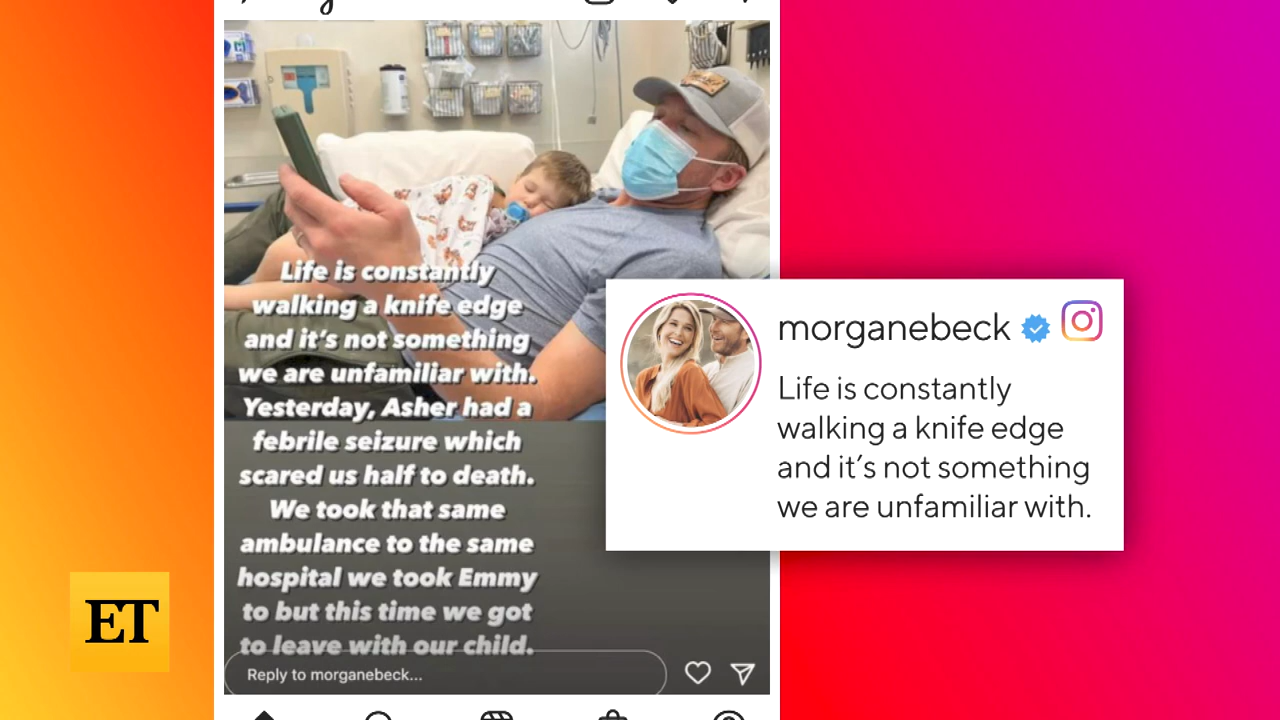 Life is constantly
walking a knife edge
and it's not something
we are unfamiliar with.
Yesterday, Asher had a
febrile seizure which
scared us half to death.
We took that same
ambulance to the same
hospital we took Emmy
to but this time we got
to leave with our child.
Reply to morganebeck...
morganebeck
Life is constantly
walking a knife edge
and it's not something
we are unfamiliar with.
ET